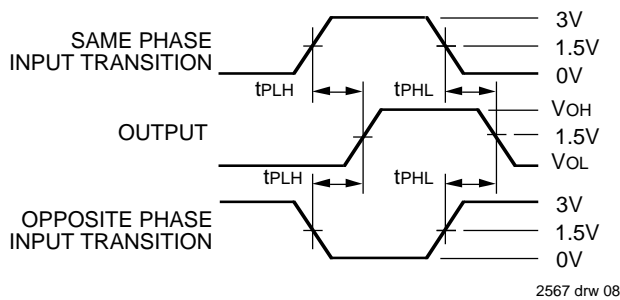 3V
SAME PHASE
INPUT TRANSITION
1.5V
0V
tPLH
tPHL
VOH
OUTPUT
1.5V
VOL
tPLH
tPHL
3V
OPPOSITE PHASE
INPUT TRANSITION
1.5V
0V
2567 drw 08